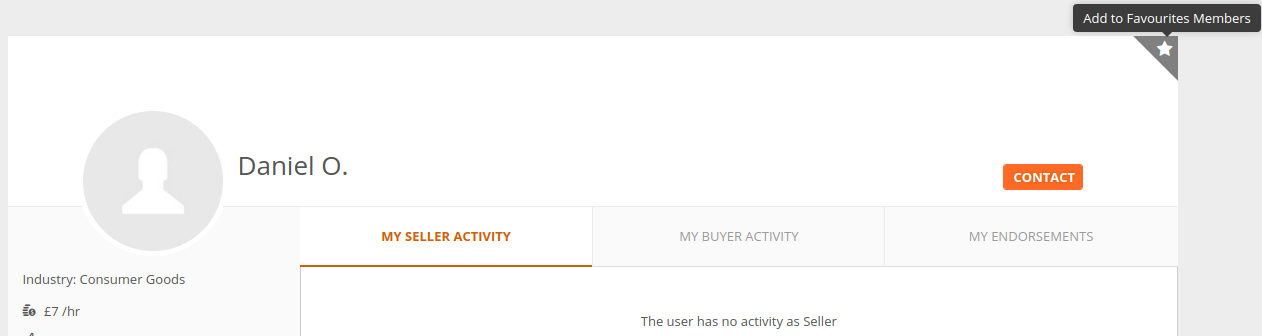 Add to Favourites Members
Daniel O.
CONTACT
MY SELLER ACTIVITY
MY BUYER ACTIVITY
MY ENDORSEMENTS
Industry: Consumer Goods
£7 /hr
The user has no activity as Seller